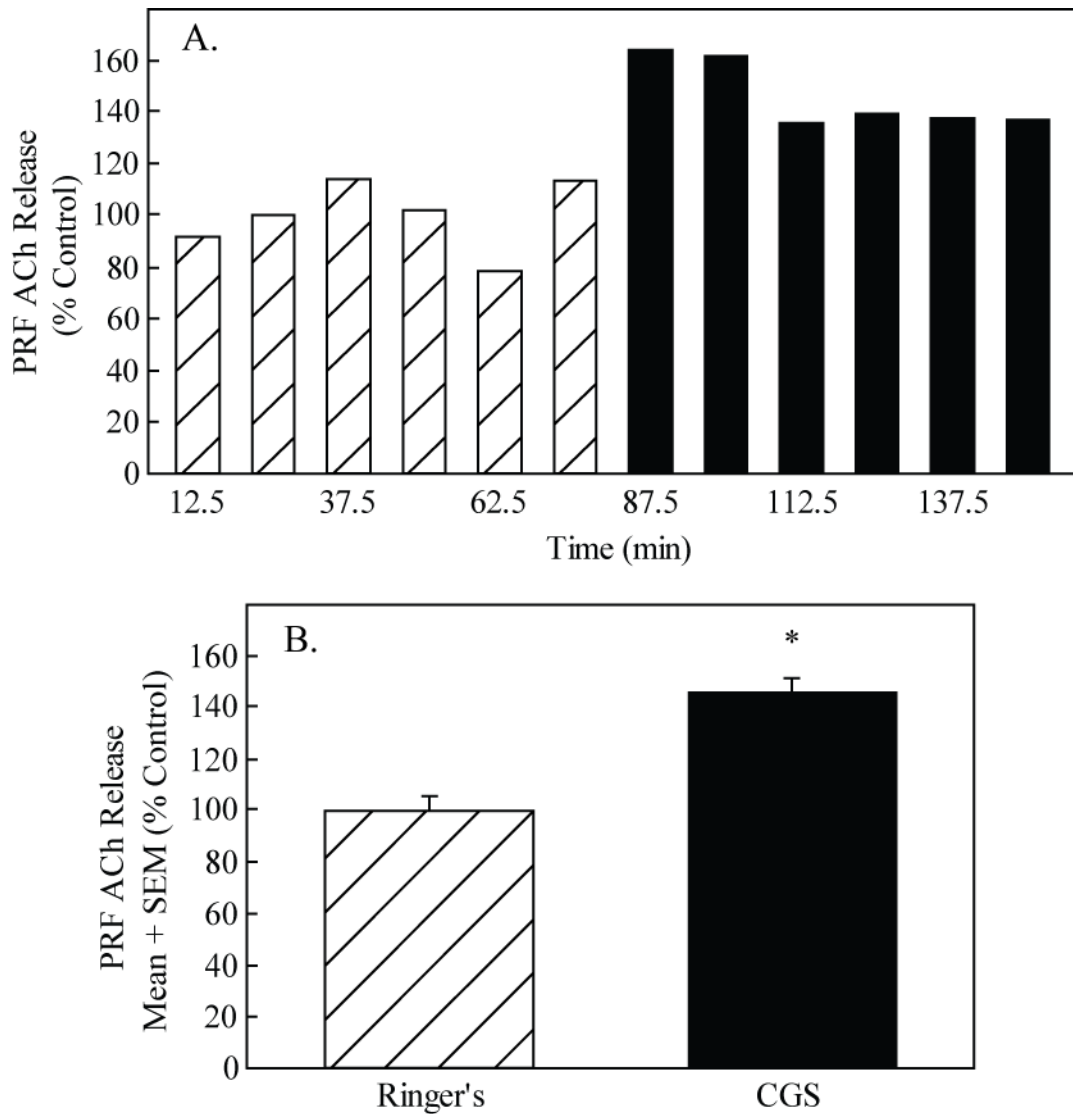 A.
PRF ACh Release
(% Control)
160
140
120
100
80
60
40
20
0
12.5 37.5 62.5 87.5 112.5 137.5
Time (min)
B.
*
PRF ACh Release
Mean + SEM (% Control)
160
140
120
100
80
60
40
20
0
Ringer's CGS